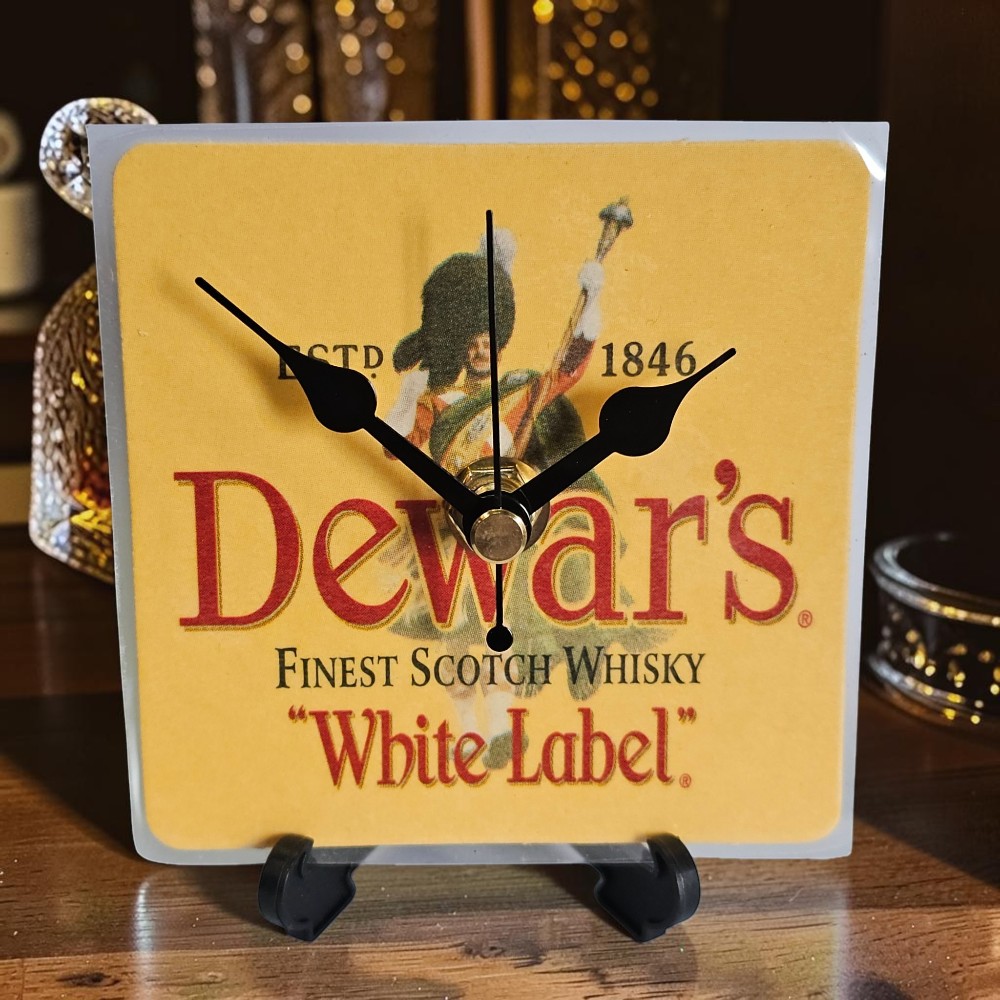 ESTD 1846
Dewar's®
FINEST SCOTCH WHISKY
"White Label"®